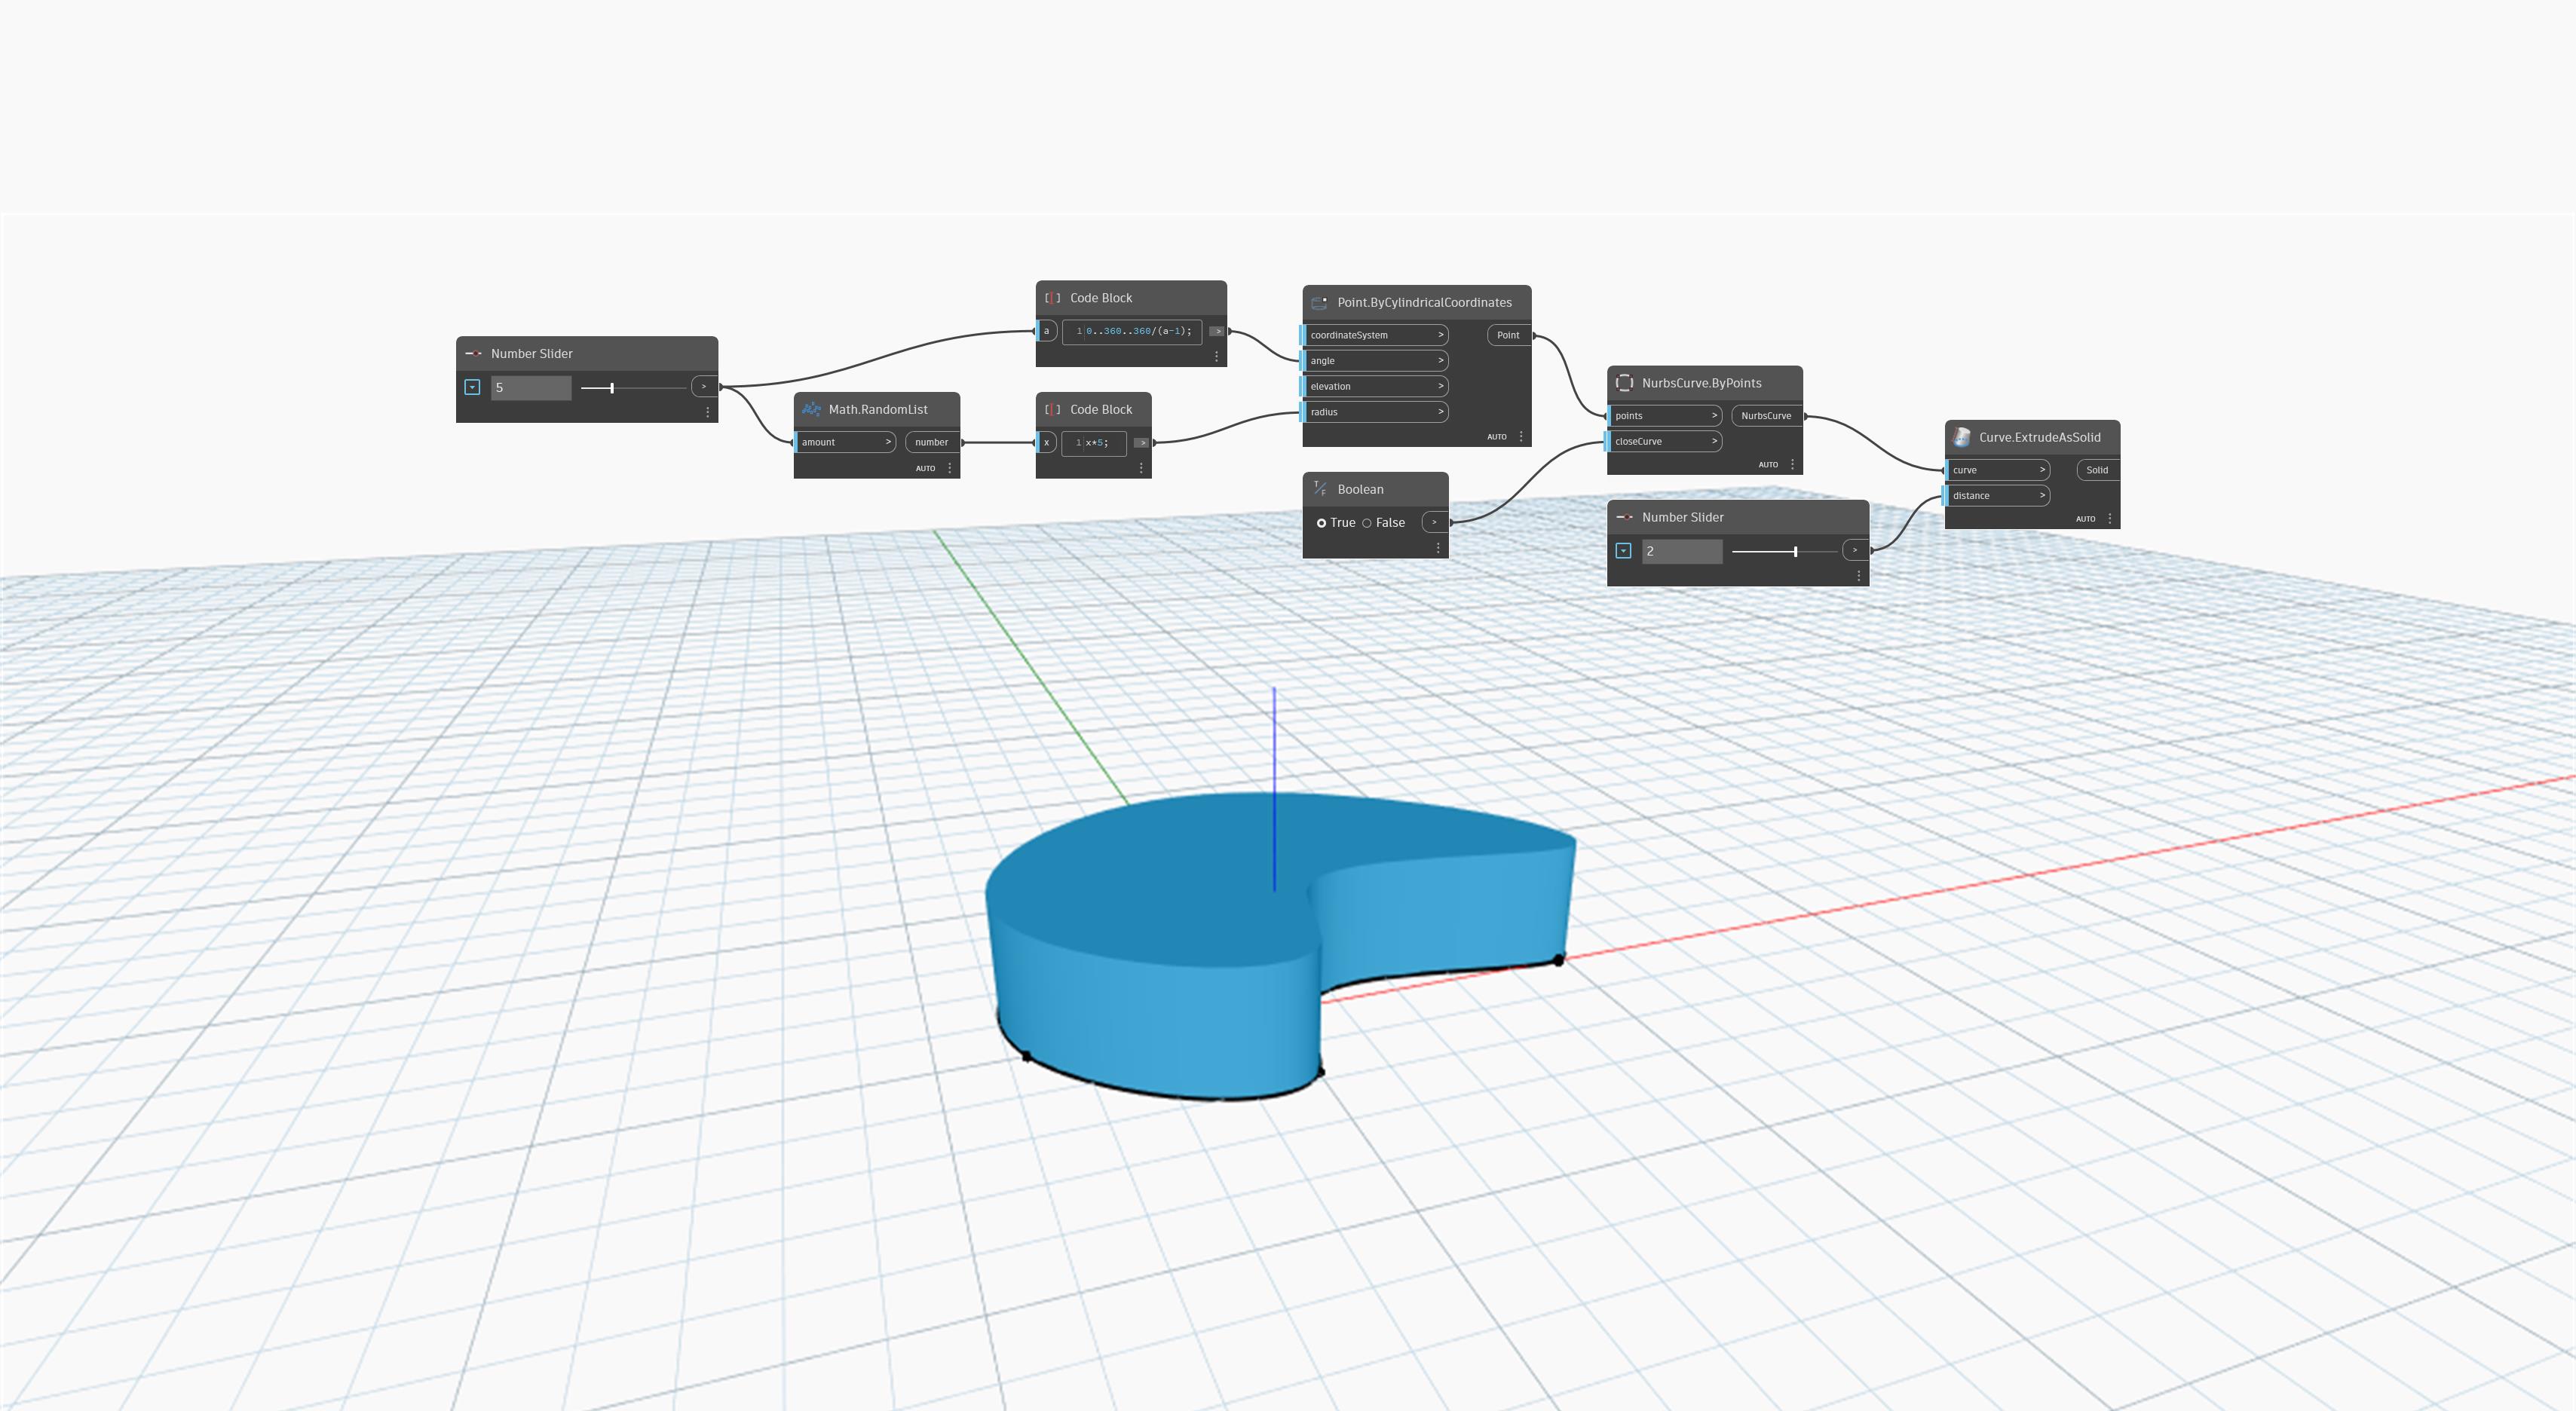 Number Slider
5
>
Math.RandomList
amount >
number
AUTO
Code Block
a
1 0..360..360/(a-1);
>
Code Block
x
1 x*5;
>
Point.ByCylindricalCoordinates
coordinateSystem >
Point
angle >
elevation >
radius >
AUTO
Boolean
T/F
True False >
NurbsCurve.ByPoints
points >
NurbsCurve
closeCurve >
AUTO
Number Slider
2
>
Curve.ExtrudeAsSolid
curve >
Solid
distance >
AUTO